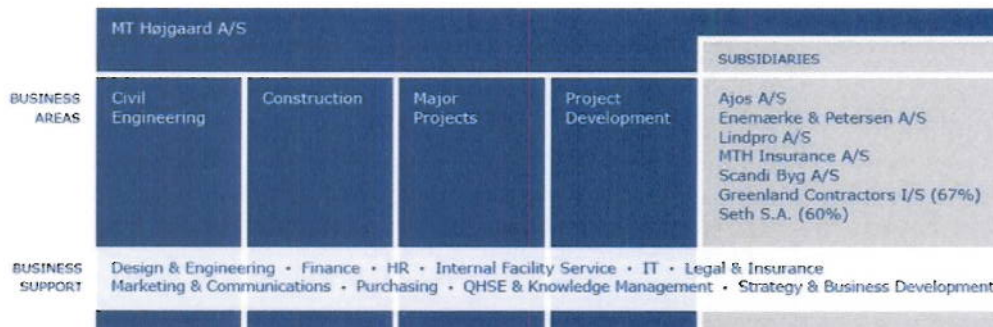 MT Højgaard A/S
SUBSIDIARIES
BUSINESS
AREAS
Civil
Engineering
Construction
Major
Projects
Project
Development
Ajos A/S
Enemærke & Petersen A/S
Lindpro A/S
MTH Insurance A/S
Scandi Byg A/S
Greenland Contractors I/S (67%)
Seth S.A. (60%)
BUSINESS
SUPPORT
Design & Engineering • Finance • HR • Internal Facility Service • IT • Legal & Insurance
Marketing & Communications • Purchasing • QHSE & Knowledge Management • Strategy & Business Development